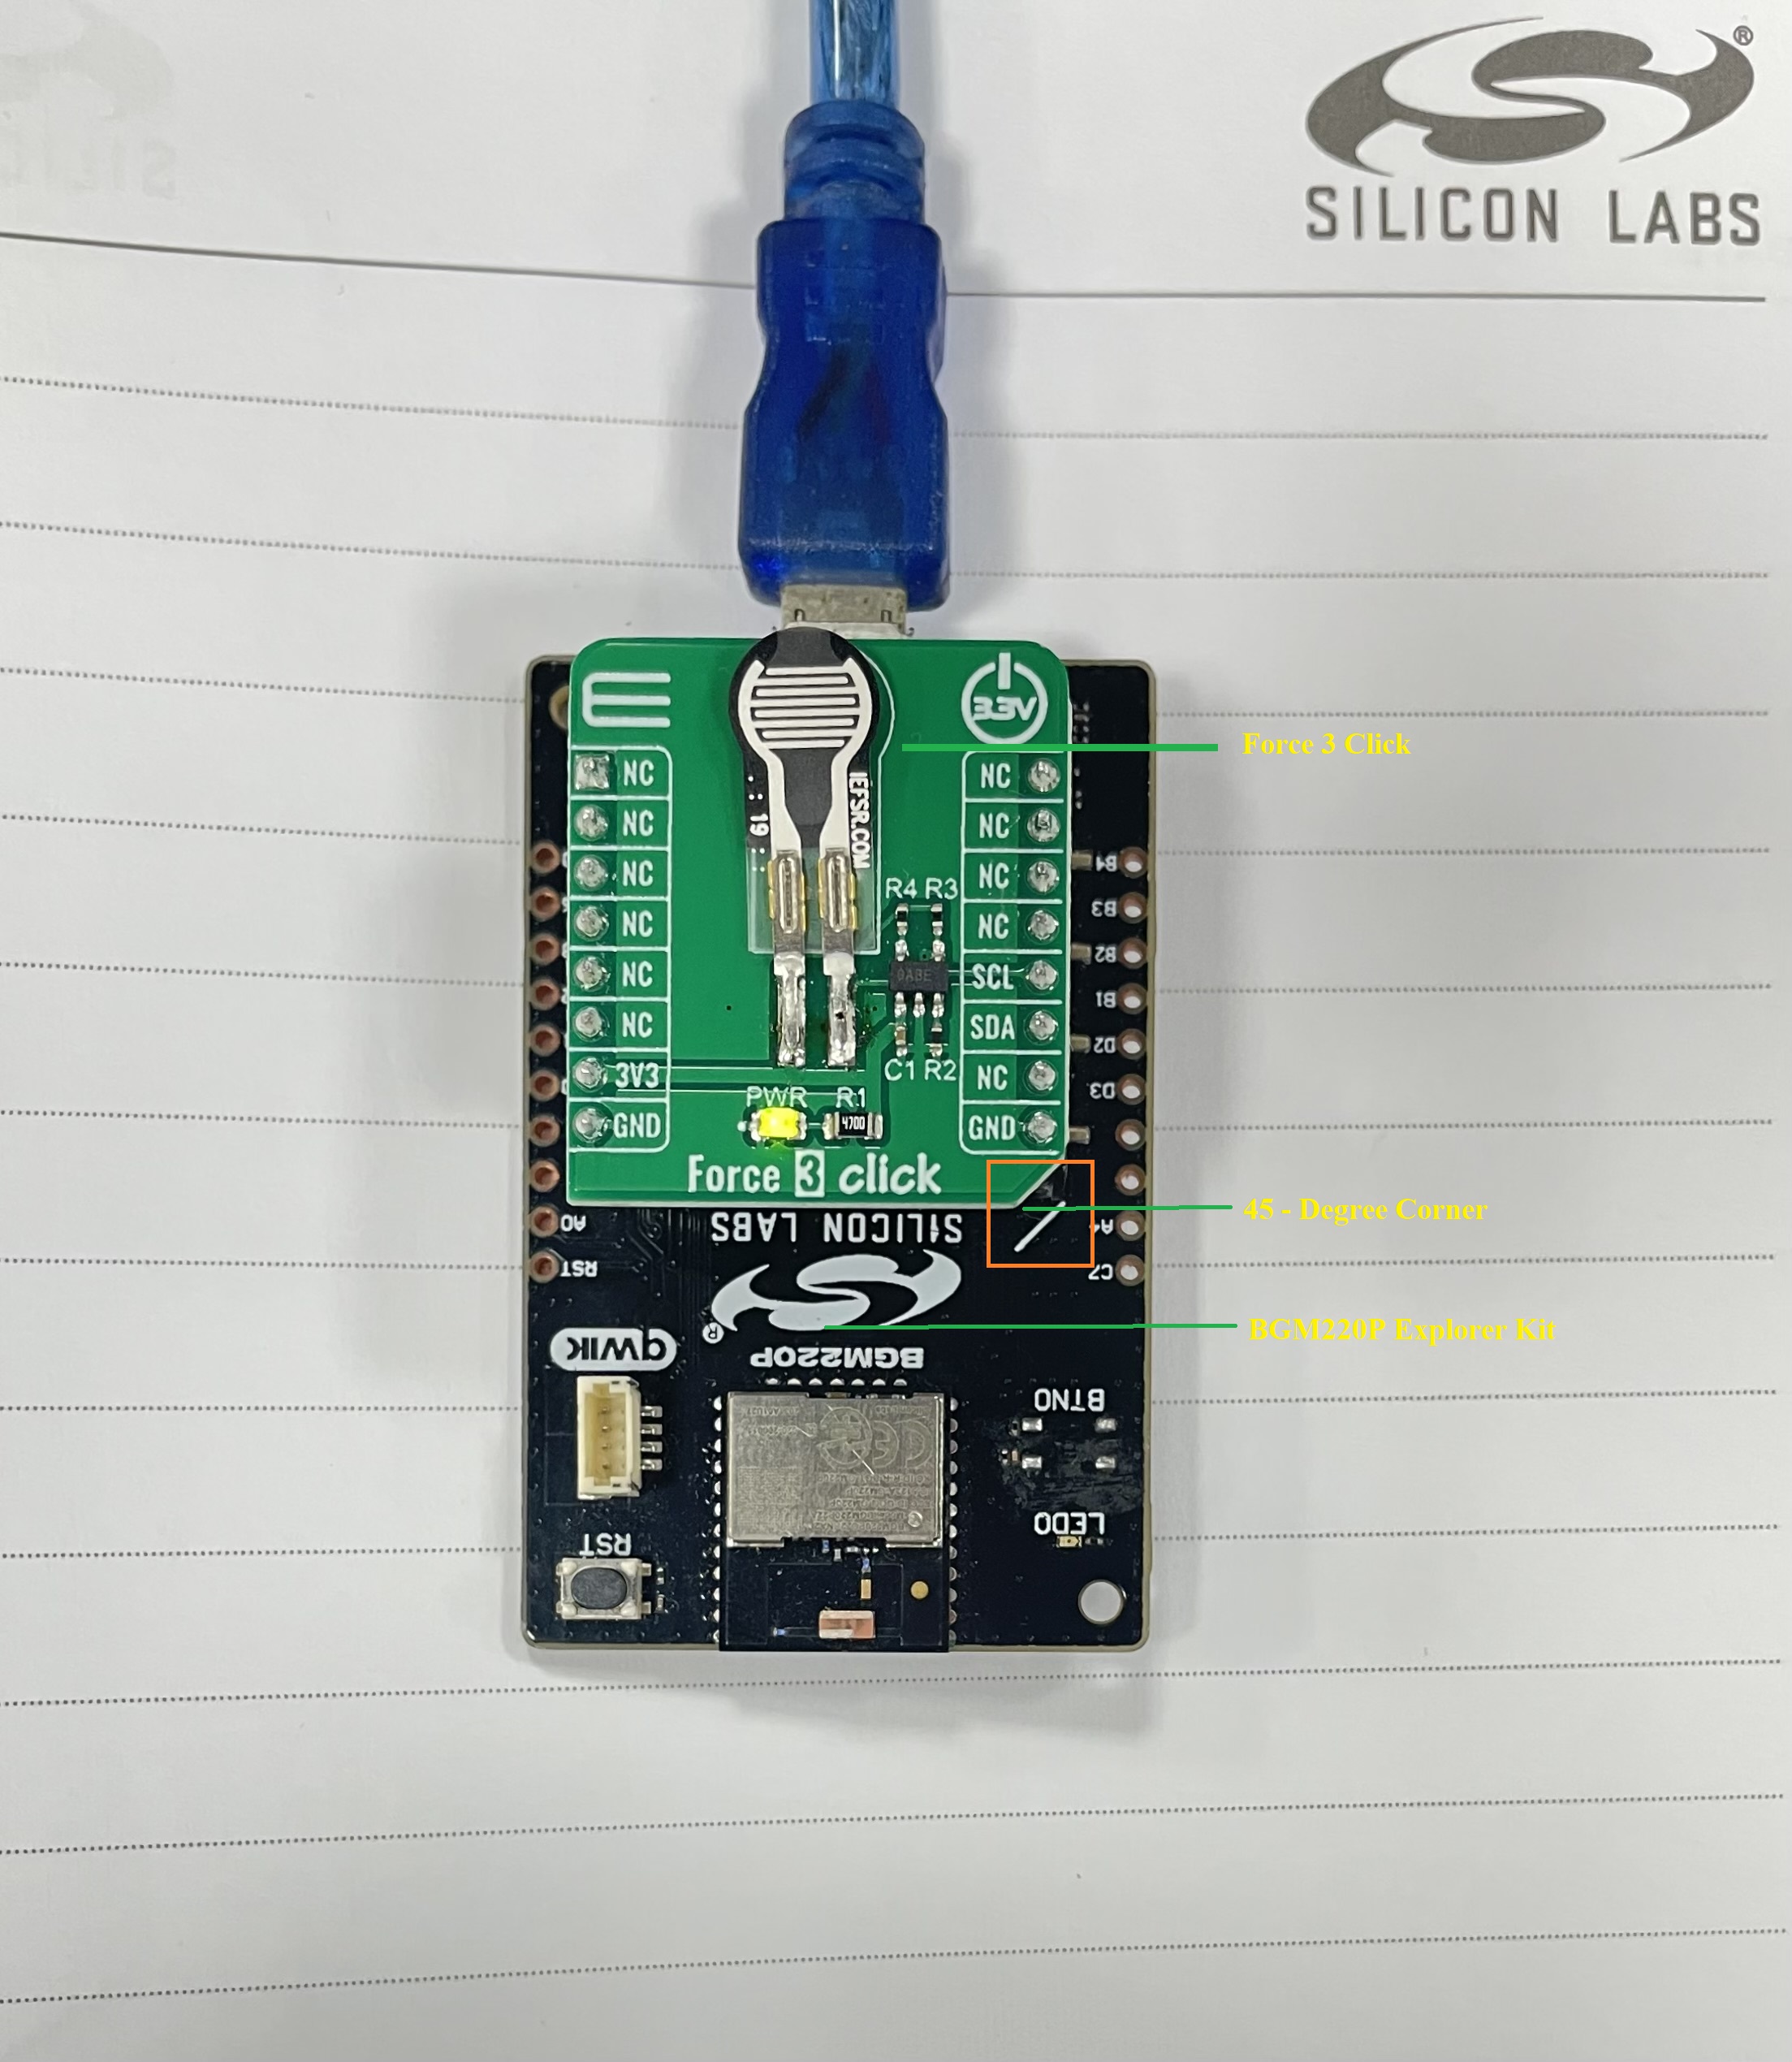 SILICON LABS
®
3.3V
Force 3 Click
NC
NC
NC
NC
NC
NC
3V3
GND
19
IEFSR.COM
R4 R3
C1 R2
PWR
R1
4700
NC
NC
NC
NC
SCL
SDA
NC
GND
Force 3 click
B4
B3
B2
B1
D2
D3
A0
RST
C7
45 - Degree Corner
SILICON LABS
®
BGM220P Explorer Kit
BGM220P
qwiic
BTN0
LED0
RST